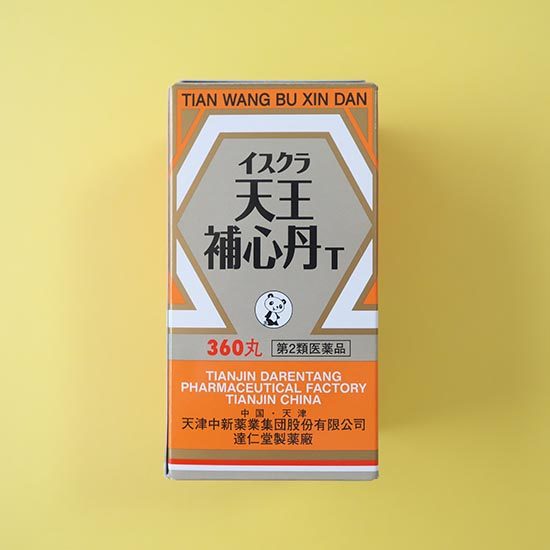 TIAN WANG BU XIN DAN
イスクラ
天王
補心丹T
360丸 第2類医薬品
TIANJIN DARENTANG
PHARMACEUTICAL FACTORY
TIANJIN CHINA
中国・天津
天津中新薬業集団股份有限公司
達仁堂製薬廠